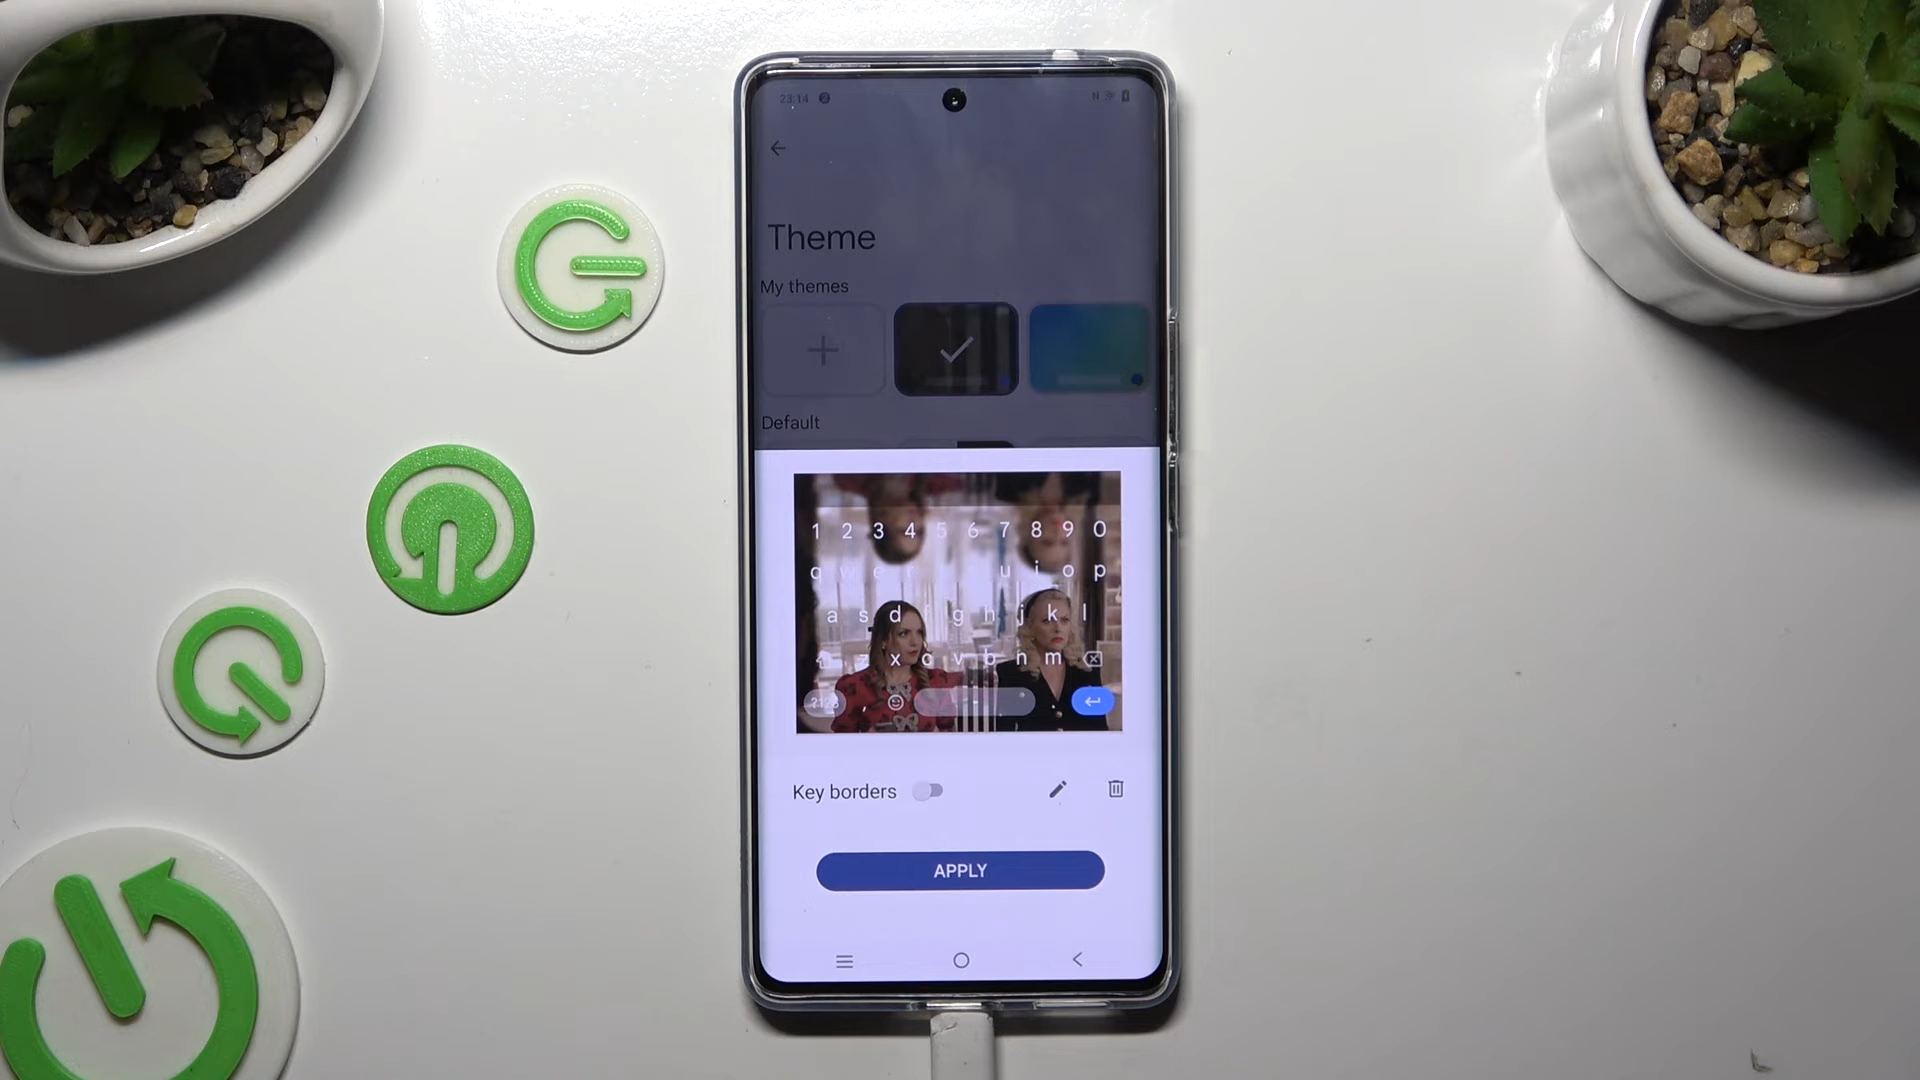 23:14
Theme
My themes
Default
1 2 3 4 5 6 7 8 9 0
q w e r u i o p
a s d f g h j k l
z x c v b n m
?123 ,
Key borders
APPLY